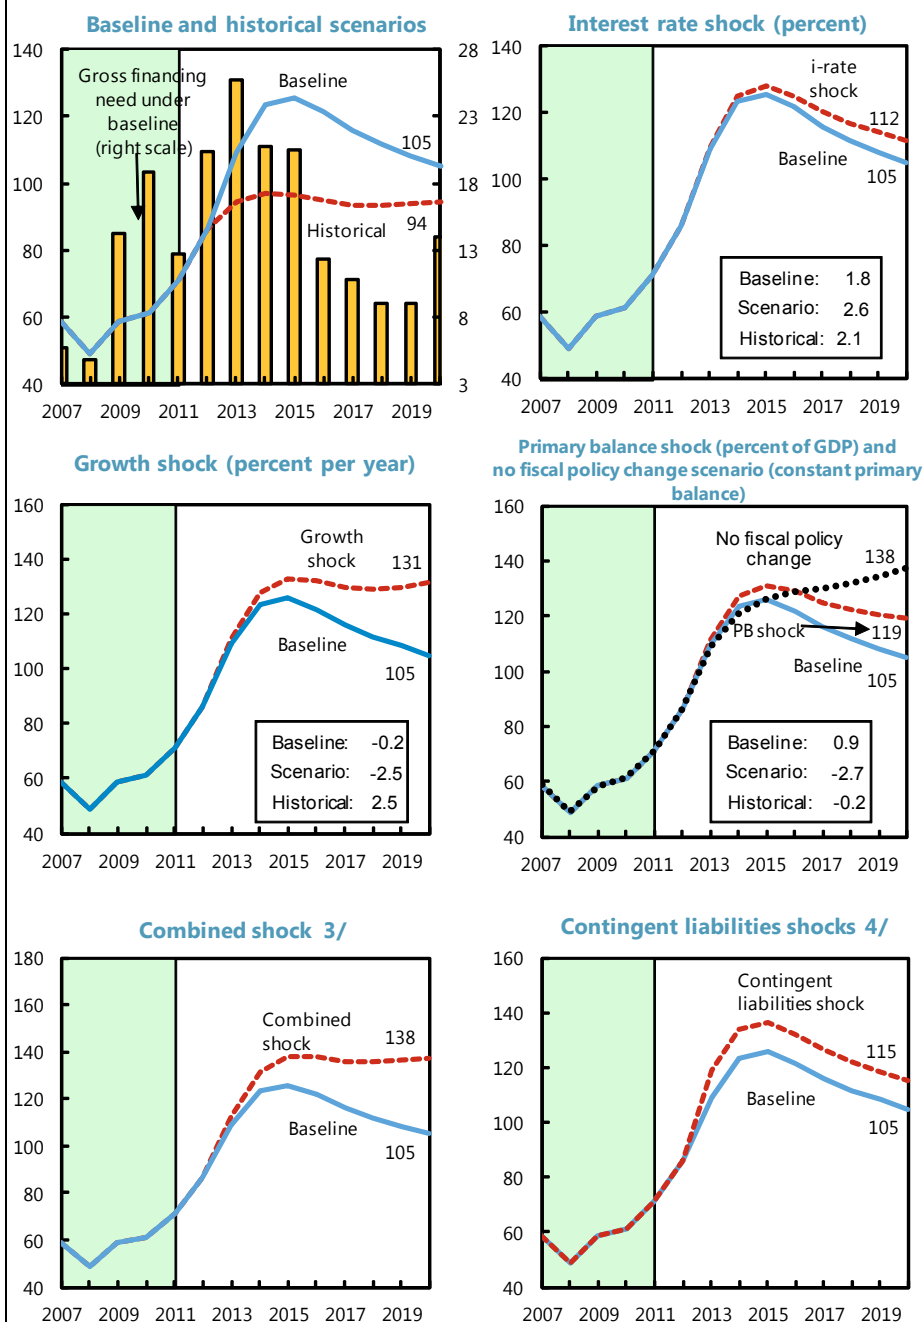 Baseline and historical scenarios
140
120
100
80
60
40
28
23
18
13
8
3
Gross financing
need under
baseline
(right scale)
Baseline
105
Historical
94
2007 2009 2011 2013 2015 2017 2019
Interest rate shock (percent)
140
120
100
80
60
40
i-rate
shock
112
Baseline
105
Baseline: 1.8
Scenario: 2.6
Historical: 2.1
2007 2009 2011 2013 2015 2017 2019
Growth shock (percent per year)
160
140
120
100
80
60
40
Growth
shock
131
Baseline
105
Baseline: -0.2
Scenario: -2.5
Historical: 2.5
2007 2009 2011 2013 2015 2017 2019
Primary balance shock (percent of GDP) and
no fiscal policy change scenario (constant primary
balance)
160
140
120
100
80
60
40
No fiscal policy
change
138
PB shock
119
Baseline
105
Baseline: 0.9
Scenario: -2.7
Historical: -0.2
2007 2009 2011 2013 2015 2017 2019
Combined shock 3/
180
160
140
120
100
80
60
40
Combined
shock
138
Baseline
105
2007 2009 2011 2013 2015 2017 2019
Contingent liabilities shocks 4/
160
140
120
100
80
60
40
Contingent
liabilities shock
115
Baseline
105
2007 2009 2011 2013 2015 2017 2019